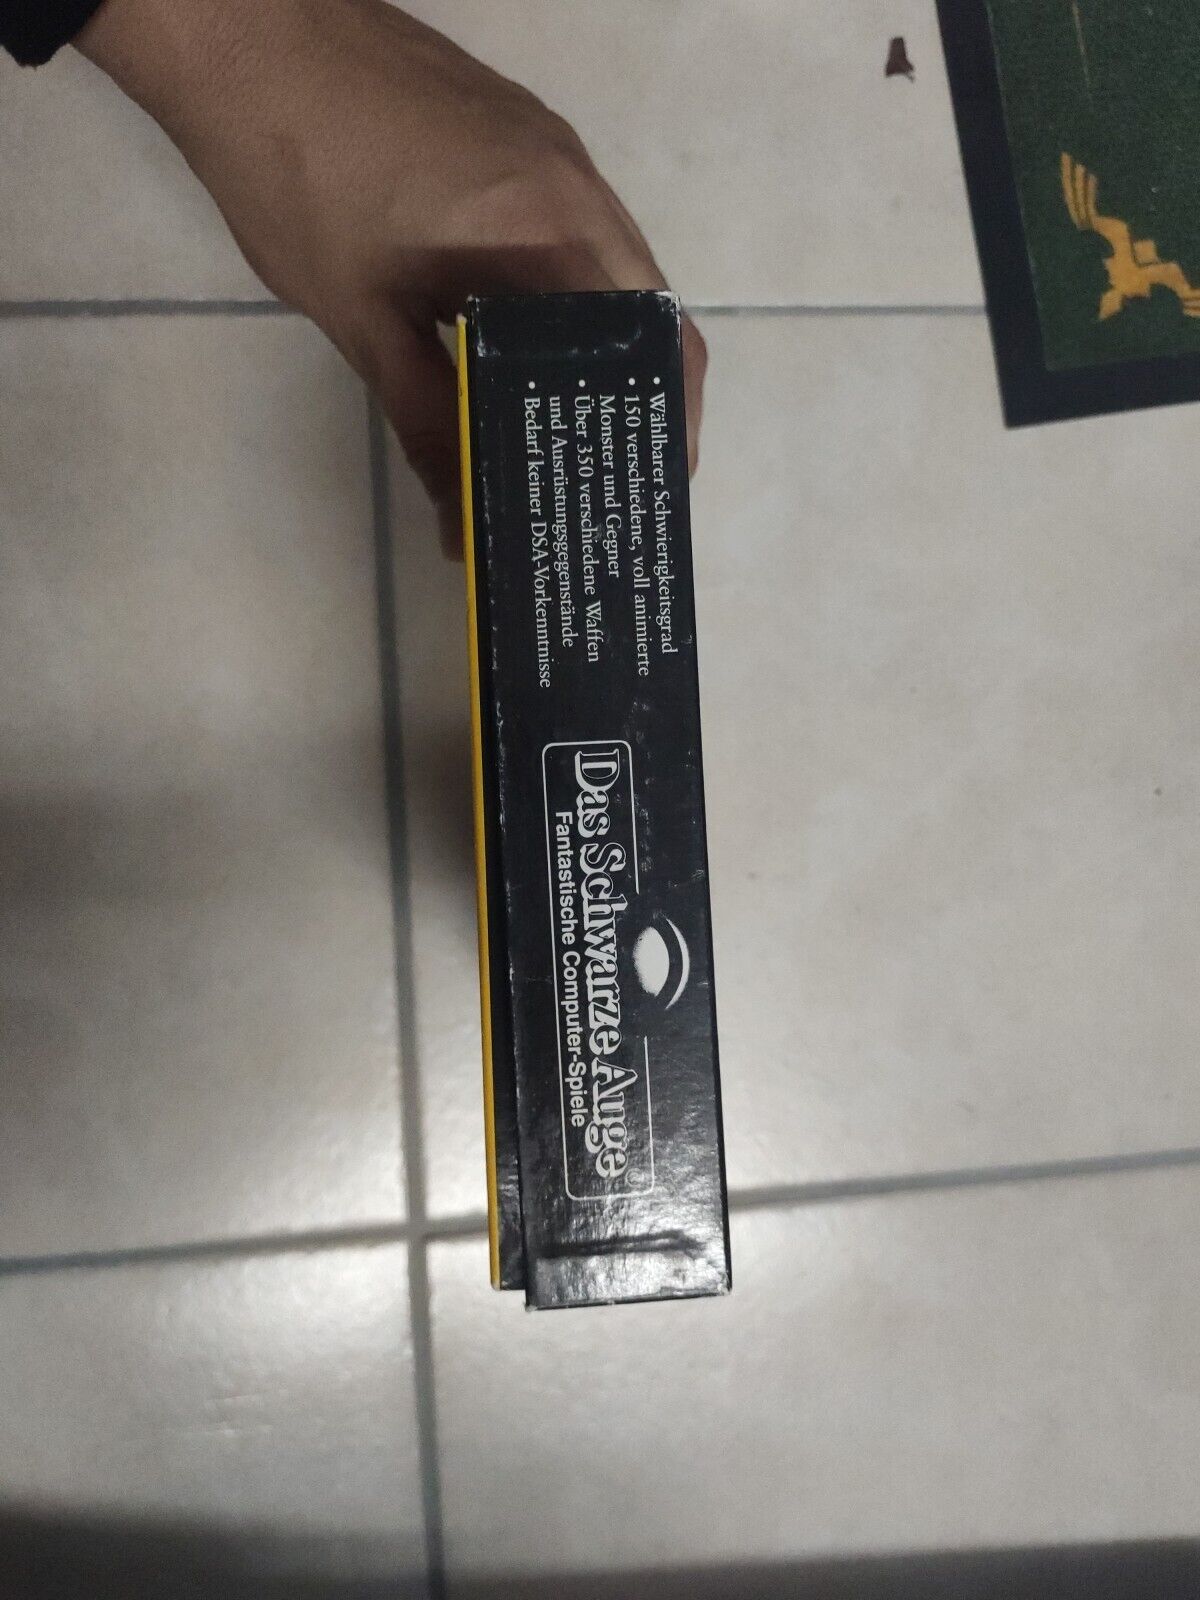 • Wählbarer Schwierigkeitsgrad
• 150 verschiedene, voll animierte
Monster und Gegner
• Über 350 verschiedene Waffen
und Ausrüstungsgegenstände
• Bedarf keiner DSA-Vorkenntnisse
Das Schwarze Auge®
Fantastische Computer-Spiele